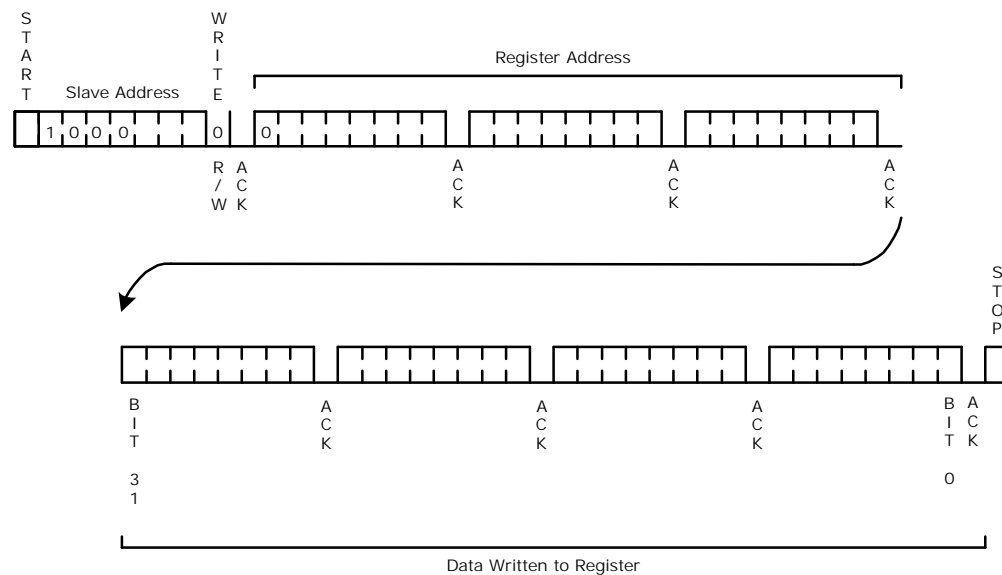 START
WRITE
Register Address
Slave Address
1 0 0 0
0
0
R/W
ACK
ACK
ACK
ACK
STOP
BIT 31
ACK
ACK
ACK
BIT 0
ACK
Data Written to Register